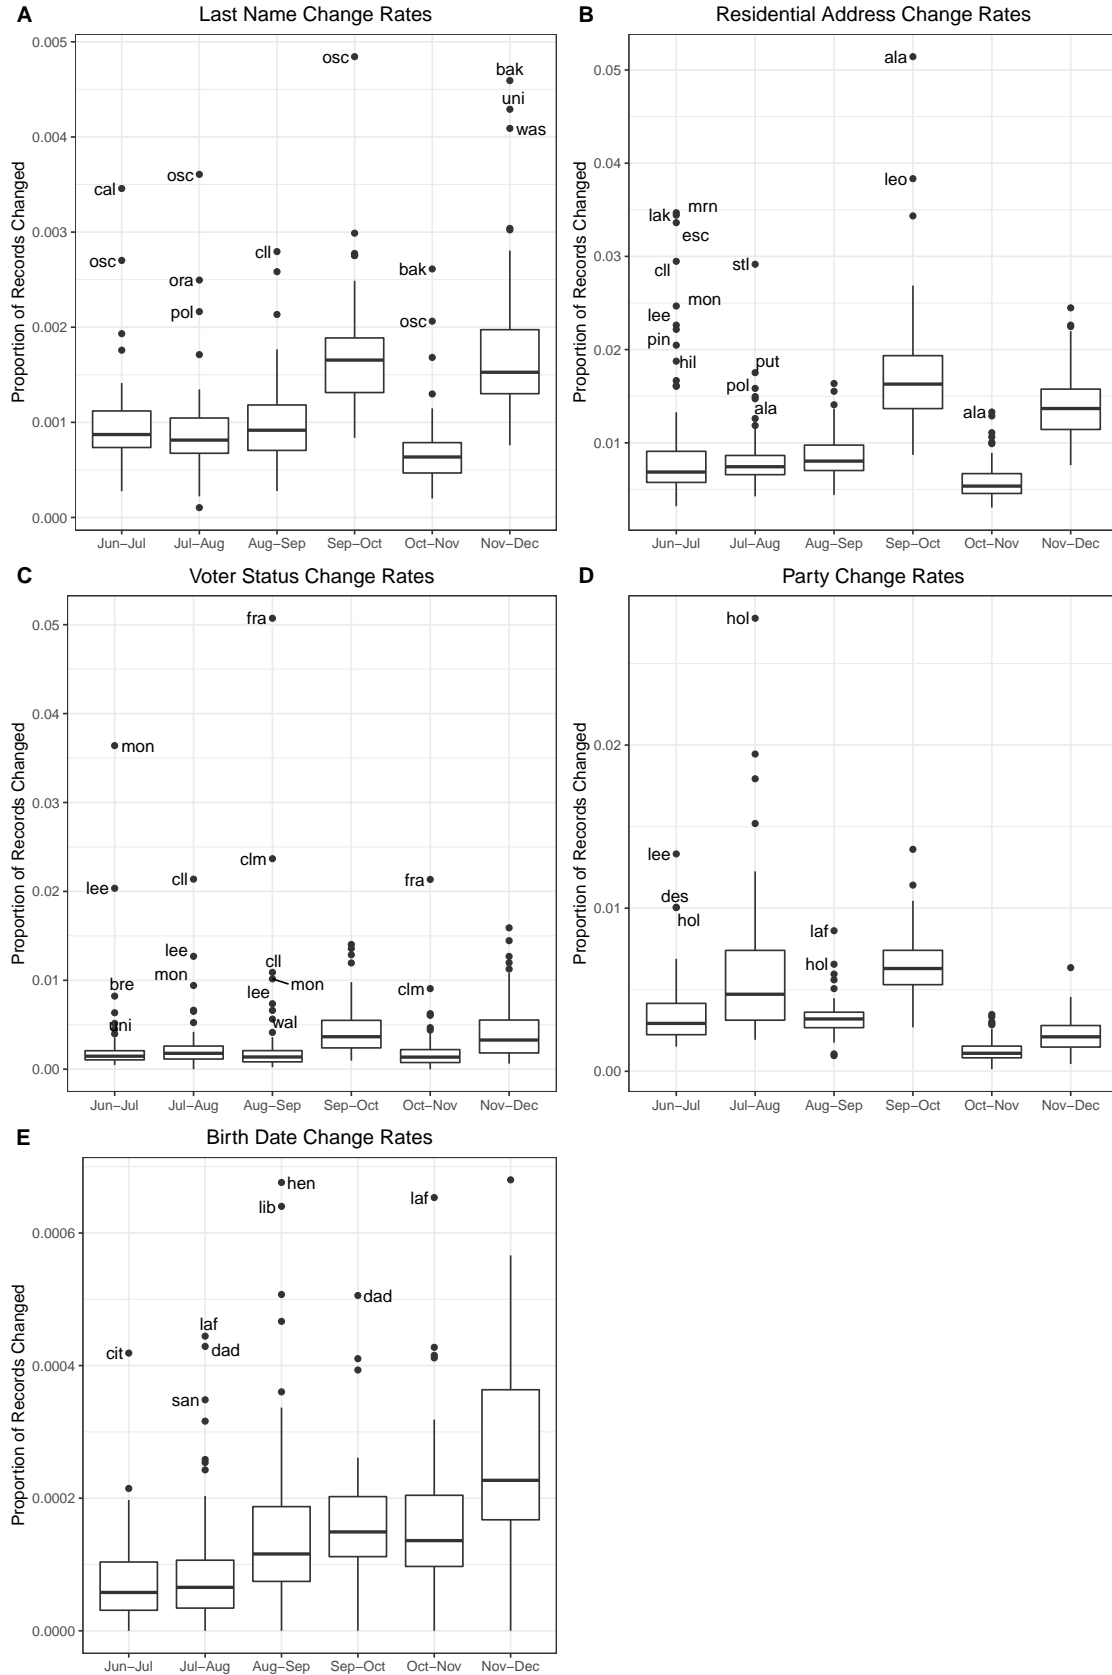 A
Last Name Change Rates
Proportion of Records Changed
0.005
0.004
0.003
0.002
0.001
0.000
cal
osc
osc
ora
pol
cll
osc
bak
osc
bak
uni
was
Jun–Jul Jul–Aug Aug–Sep Sep–Oct Oct–Nov Nov–Dec
B
Residential Address Change Rates
Proportion of Records Changed
0.05
0.04
0.03
0.02
0.01
lak
mrn
esc
cll
mon
lee
pin
hil
stl
put
pol
ala
ala
leo
ala
Jun–Jul Jul–Aug Aug–Sep Sep–Oct Oct–Nov Nov–Dec
C
Voter Status Change Rates
Proportion of Records Changed
0.05
0.04
0.03
0.02
0.01
0.00
mon
lee
bre
uni
cll
lee
mon
fra
clm
cll
mon
lee
wal
fra
clm
Jun–Jul Jul–Aug Aug–Sep Sep–Oct Oct–Nov Nov–Dec
D
Party Change Rates
Proportion of Records Changed
0.02
0.01
0.00
lee
des
hol
hol
laf
hol
Jun–Jul Jul–Aug Aug–Sep Sep–Oct Oct–Nov Nov–Dec
E
Birth Date Change Rates
Proportion of Records Changed
0.0006
0.0004
0.0002
0.0000
cit
laf
dad
san
hen
lib
dad
laf
Jun–Jul Jul–Aug Aug–Sep Sep–Oct Oct–Nov Nov–Dec